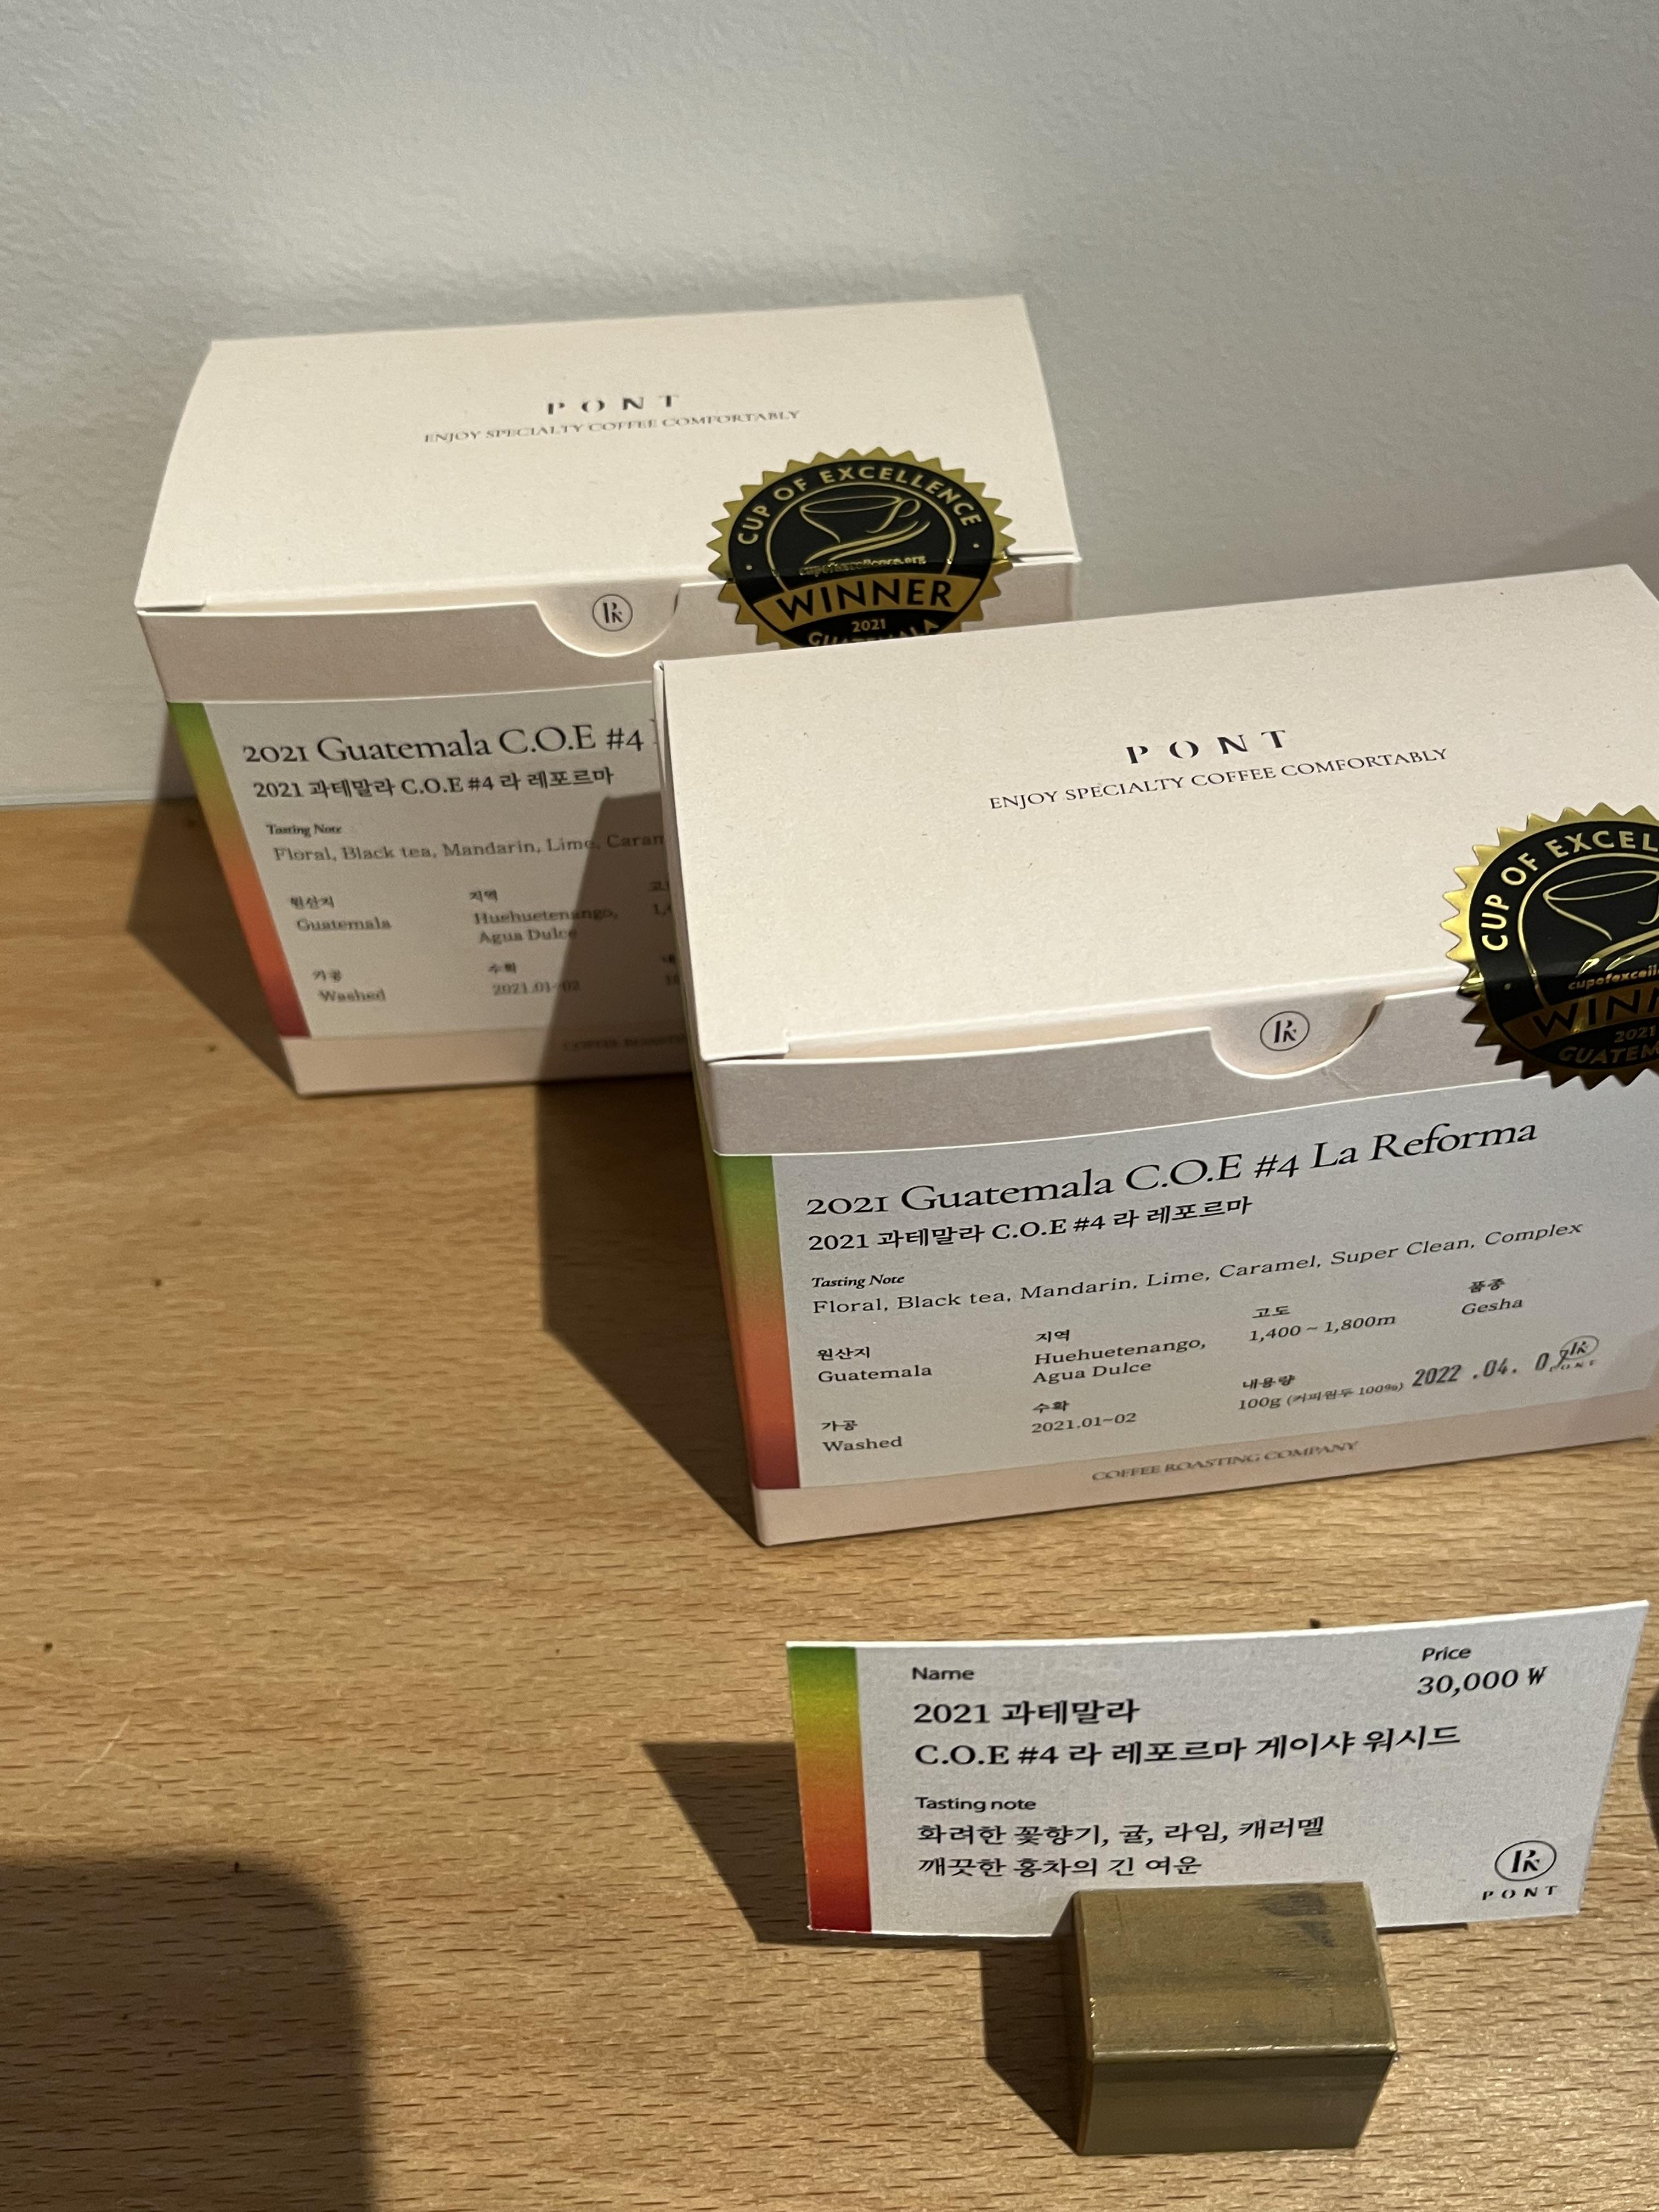 PONT
ENJOY SPECIALTY COFFEE COMFORTABLY
CUP OF EXCELLENCE
cupofexcellence.org
WINNER
2021
GUATEMALA
2021 Guatemala C.O.E #4
2021 과테말라 C.O.E #4 라 레포르마
Tasting Note
Floral, Black tea, Mandarin, Lime,
원산지
Guatemala
지역
Huehuetenango,
Agua Dulce
가공
Washed
수확
2021.01~02
PONT
ENJOY SPECIALTY COFFEE COMFORTABLY
CUP OF
2021
2021 Guatemala C.O.E #4 La Reforma
2021 과테말라 C.O.E #4 라 레포르마
Tasting Note
Floral, Black tea, Mandarin, Lime, Caramel, Super Clean, Complex
원산지
Guatemala
지역
Huehuetenango,
Agua Dulce
고도
1,400 ~ 1,800m
품종
Gesha
가공
Washed
수확
2021.01~02
내용량
100g (커피원두 100%)
2022 .04.
PONT
COFFEE ROASTING COMPANY
Name
Price
30,000 ₩
2021 과테말라
C.O.E #4 라 레포르마 게이샤 워시드
Tasting note
화려한 꽃향기, 귤, 라임, 캐러멜
깨끗한 홍차의 긴 여운
PONT